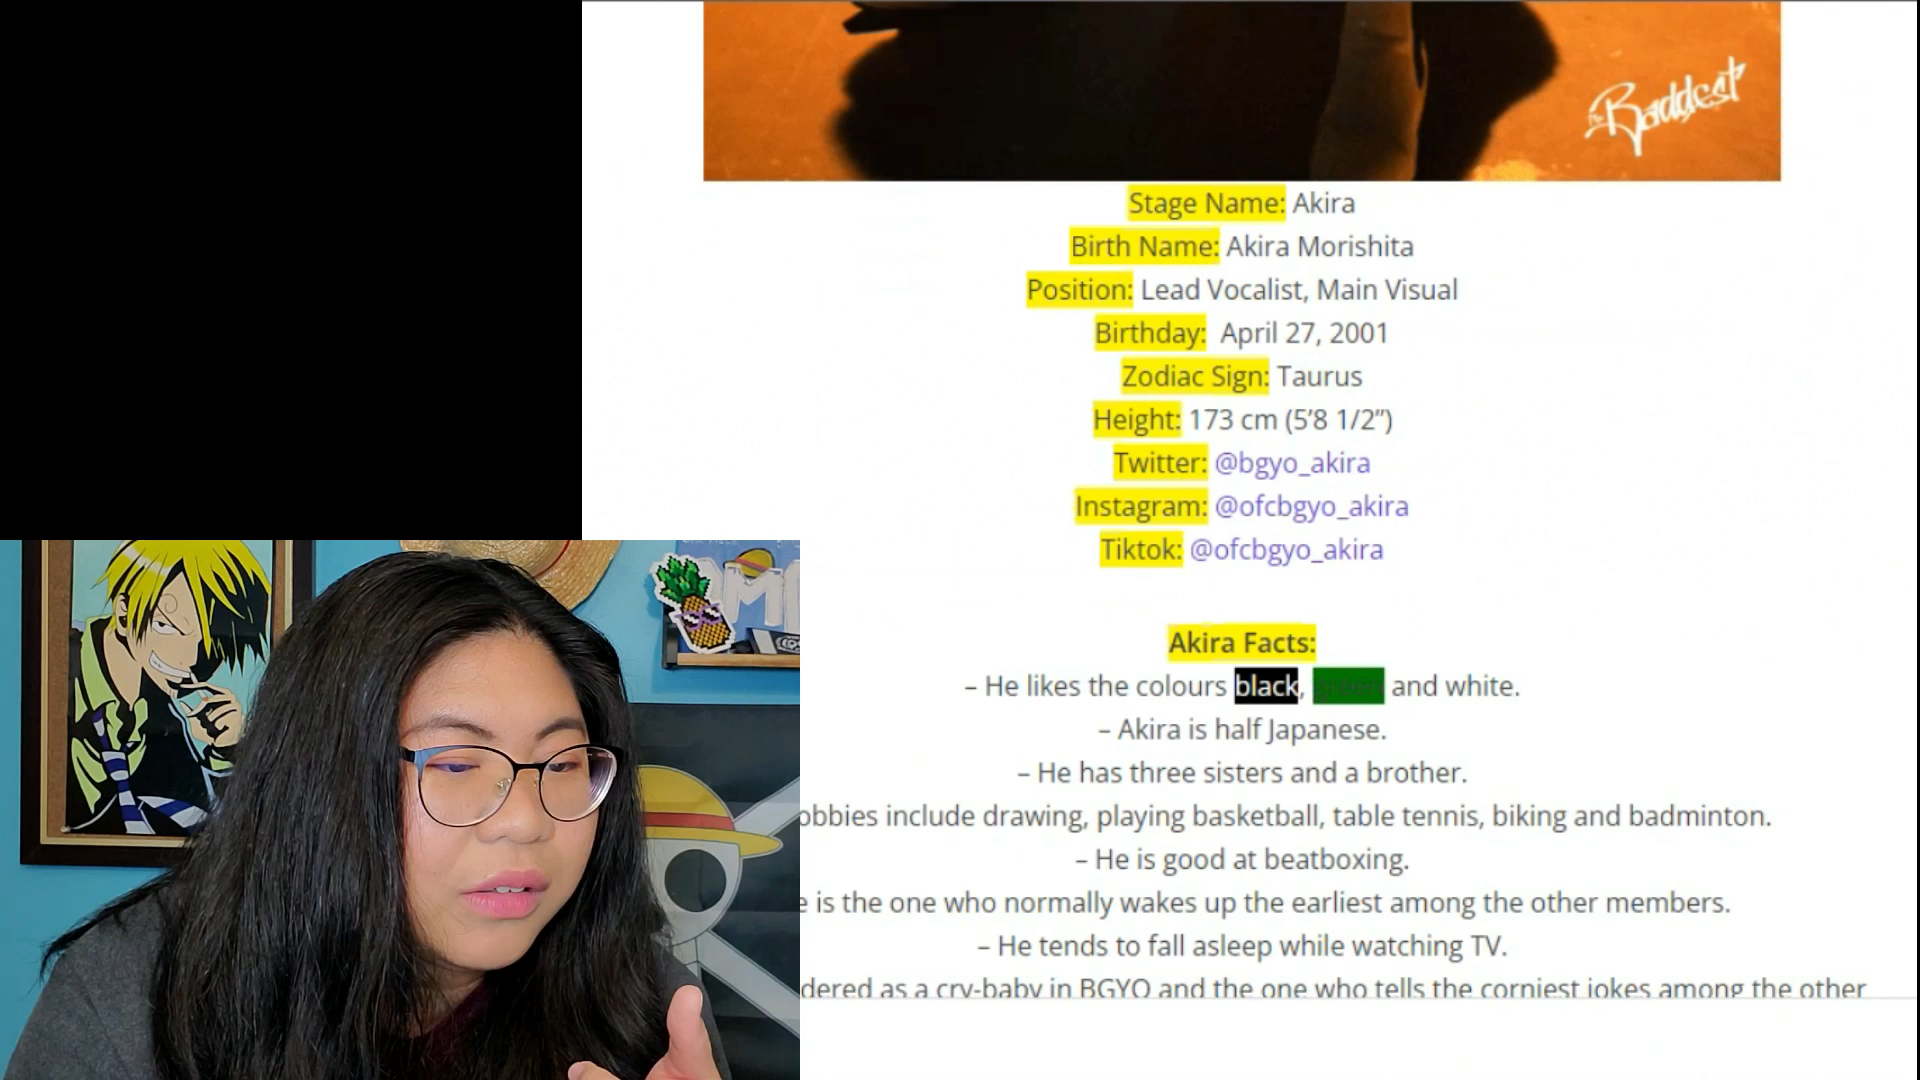 The Baddest
Stage Name: Akira
Birth Name: Akira Morishita
Position: Lead Vocalist, Main Visual
Birthday: April 27, 2001
Zodiac Sign: Taurus
Height: 173 cm (5’8 1/2”)
Twitter: @bgyo_akira
Instagram: @ofcbgyo_akira
Tiktok: @ofcbgyo_akira
Akira Facts:
– He likes the colours black, green and white.
– Akira is half Japanese.
– He has three sisters and a brother.
obbies include drawing, playing basketball, table tennis, biking and badminton.
– He is good at beatboxing.
e is the one who normally wakes up the earliest among the other members.
– He tends to fall asleep while watching TV.
dered as a cry-baby in BGYO and the one who tells the corniest jokes among the other